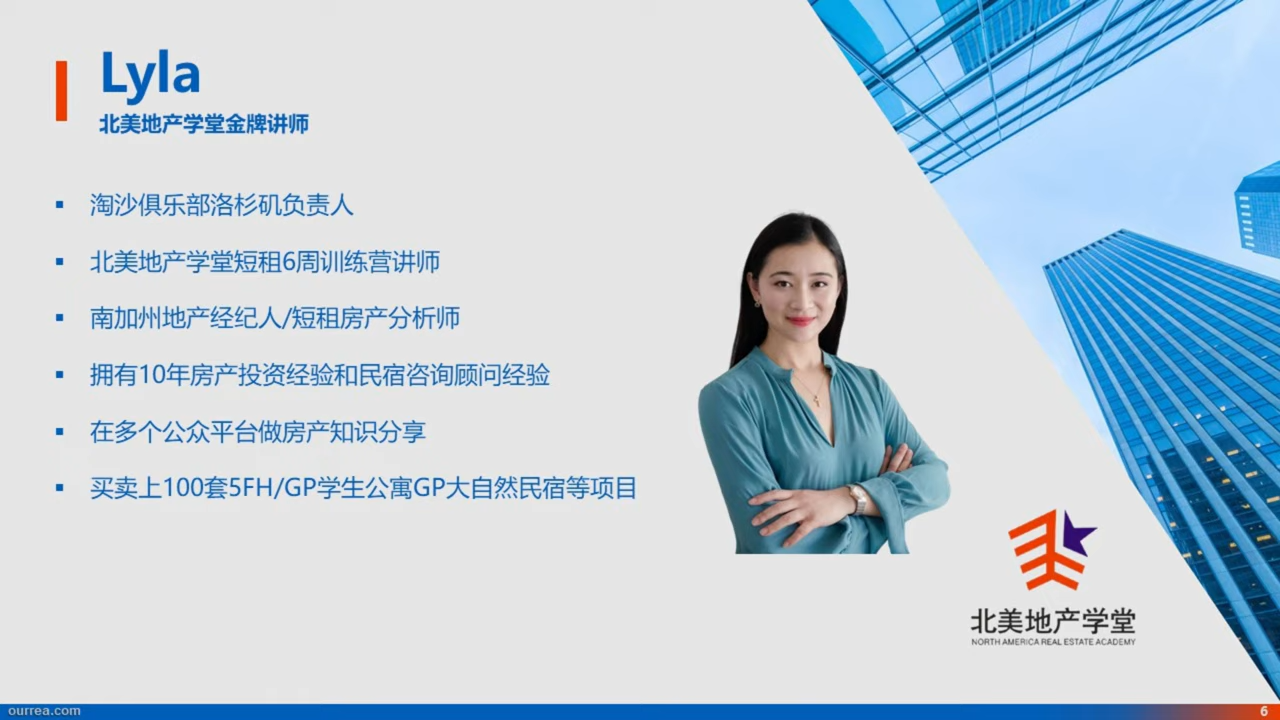 Lyla
北美地产学堂金牌讲师
▪ 淘沙俱乐部洛杉矶负责人
▪ 北美地产学堂短租6周训练营讲师
▪ 南加州地产经纪人/短租房产分析师
▪ 拥有10年房产投资经验和民宿咨询顾问经验
▪ 在多个公众平台做房产知识分享
▪ 买卖上100套5FH/GP学生公寓GP大自然民宿等项目
北美地产学堂
NORTH AMERICA REAL ESTATE ACADEMY
ourrea.com
6